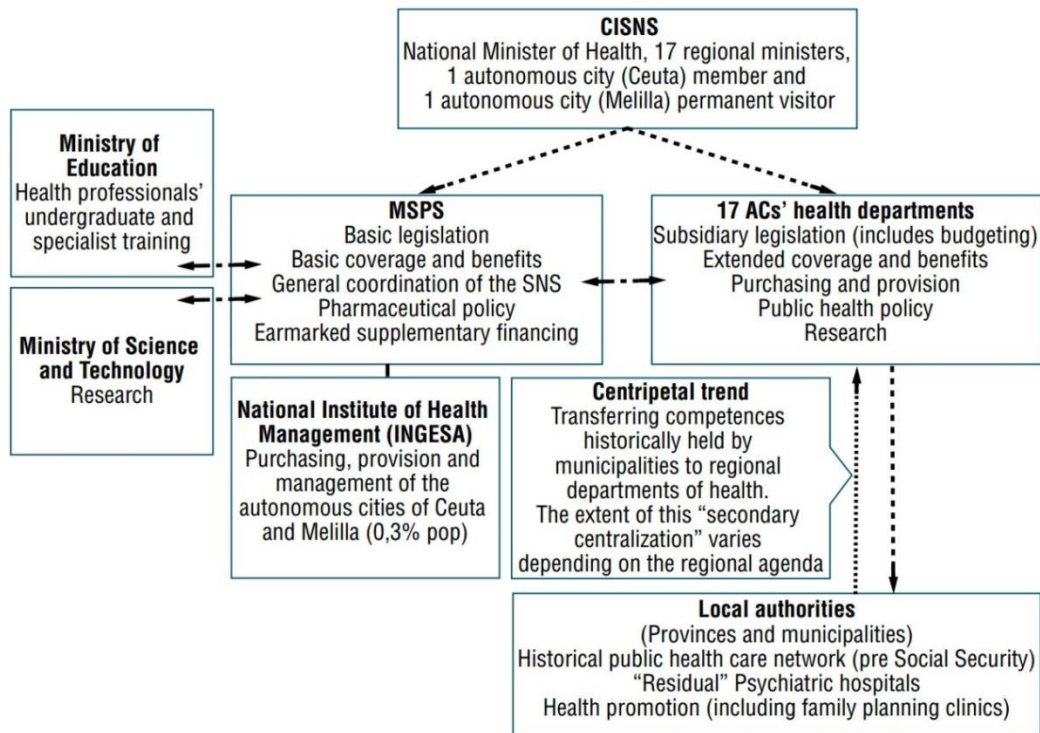 CISNS
National Minister of Health, 17 regional ministers,
1 autonomous city (Ceuta) member and
1 autonomous city (Melilla) permanent visitor
Ministry of
Education
Health professionals'
undergraduate and
specialist training
MSPS
Basic legislation
Basic coverage and benefits
General coordination of the SNS
Pharmaceutical policy
Earmarked supplementary financing
17 ACs' health departments
Subsidiary legislation (includes budgeting)
Extended coverage and benefits
Purchasing and provision
Public health policy
Research
Ministry of Science
and Technology
Research
National Institute of Health
Management (INGESA)
Purchasing, provision and
management of the
autonomous cities of Ceuta
and Melilla (0,3% pop)
Centripetal trend
Transferring competences
historically held by
municipalities to regional
departments of health.
The extent of this “secondary
centralization” varies
depending on the regional agenda
Local authorities
(Provinces and municipalities)
Historical public health care network (pre Social Security)
“Residual” Psychiatric hospitals
Health promotion (including family planning clinics)